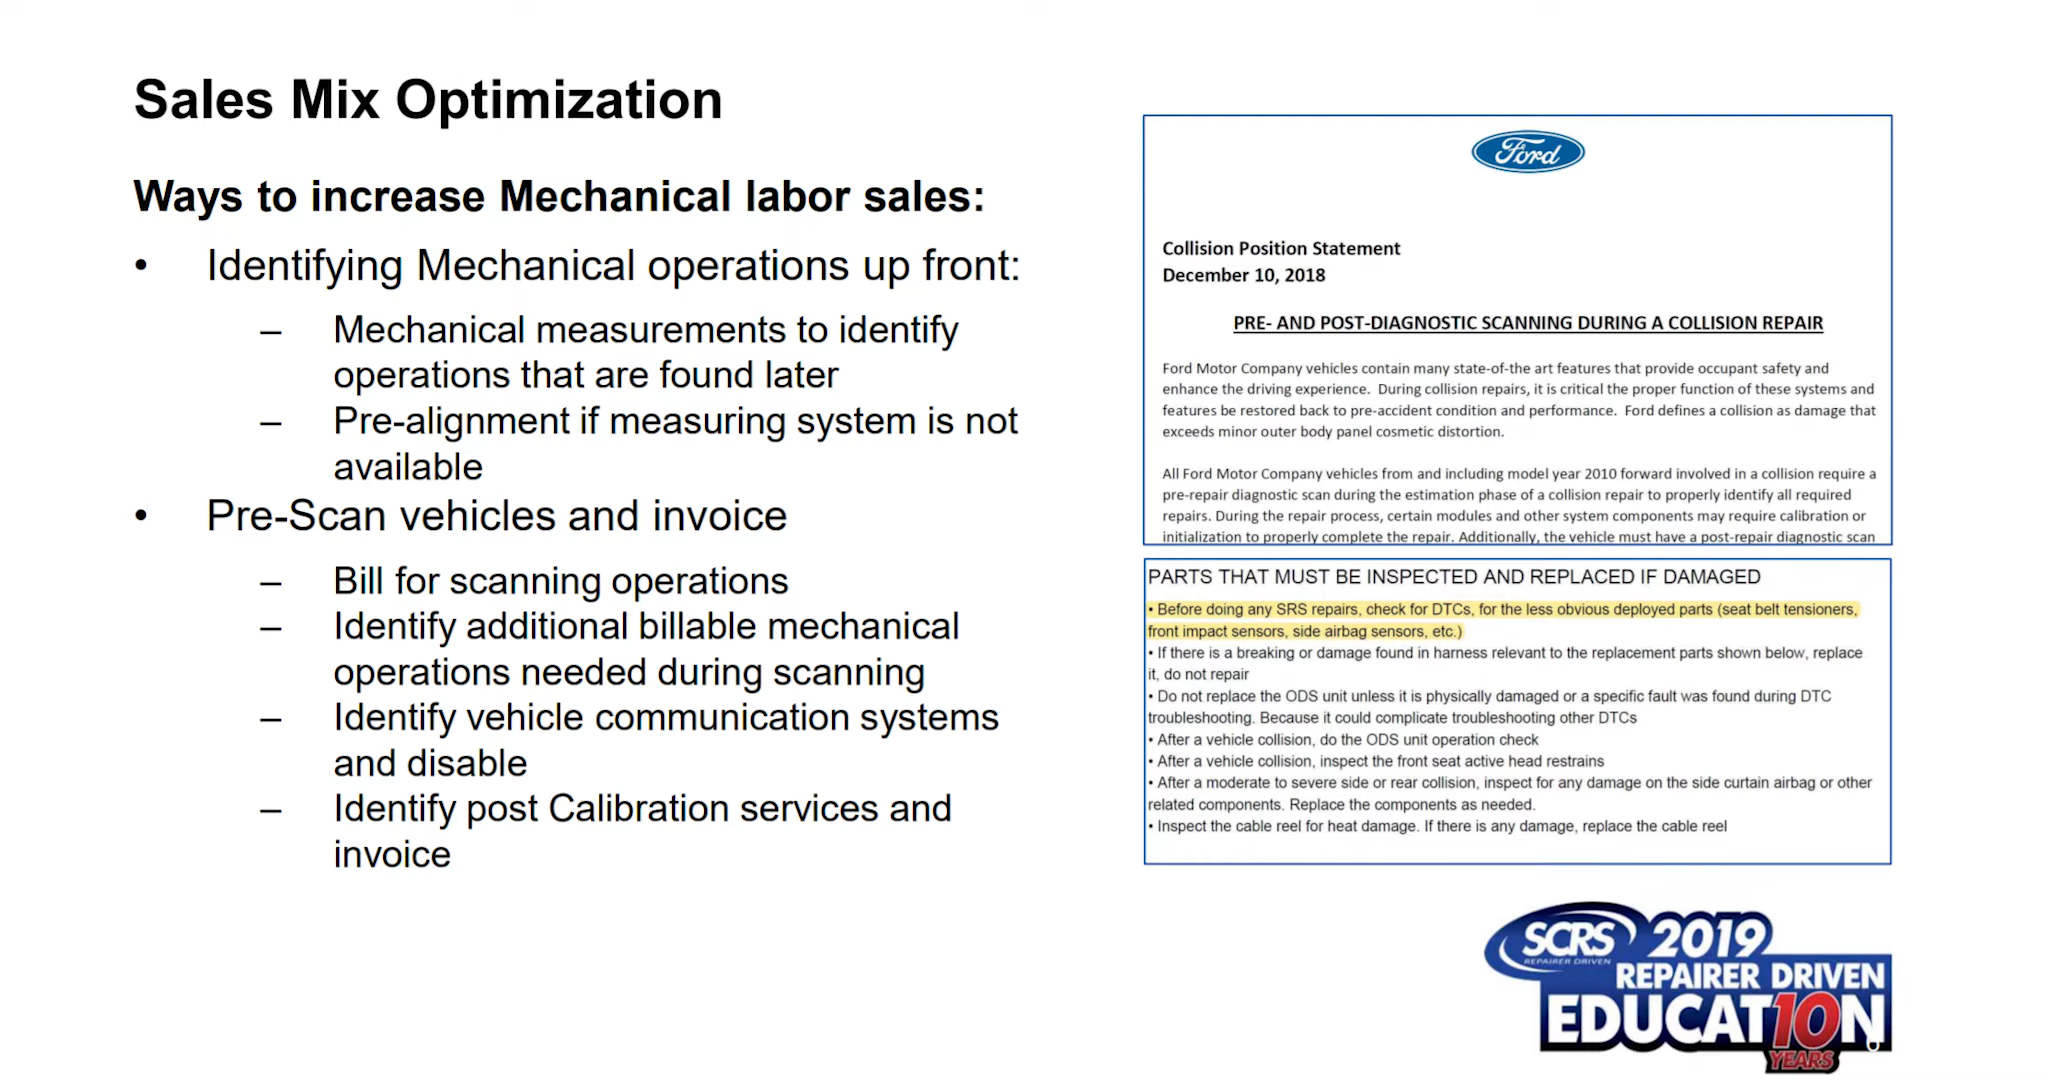 Sales Mix Optimization
Ways to increase Mechanical labor sales:
• Identifying Mechanical operations up front:
– Mechanical measurements to identify
operations that are found later
– Pre-alignment if measuring system is not
available
• Pre-Scan vehicles and invoice
– Bill for scanning operations
– Identify additional billable mechanical
operations needed during scanning
– Identify vehicle communication systems
and disable
– Identify post Calibration services and
invoice
Ford
Collision Position Statement
December 10, 2018
PRE- AND POST-DIAGNOSTIC SCANNING DURING A COLLISION REPAIR
Ford Motor Company vehicles contain many state-of-the art features that provide occupant safety and
enhance the driving experience. During collision repairs, it is critical the proper function of these systems and
features be restored back to pre-accident condition and performance. Ford defines a collision as damage that
exceeds minor outer body panel cosmetic distortion.
All Ford Motor Company vehicles from and including model year 2010 forward involved in a collision require a
pre-repair diagnostic scan during the estimation phase of a collision repair to properly identify all required
repairs. During the repair process, certain modules and other system components may require calibration or
initialization to properly complete the repair. Additionally, the vehicle must have a post-repair diagnostic scan
PARTS THAT MUST BE INSPECTED AND REPLACED IF DAMAGED
• Before doing any SRS repairs, check for DTCs, for the less obvious deployed parts (seat belt tensioners,
front impact sensors, side airbag sensors, etc.)
• If there is a breaking or damage found in harness relevant to the replacement parts shown below, replace
it, do not repair
• Do not replace the ODS unit unless it is physically damaged or a specific fault was found during DTC
troubleshooting. Because it could complicate troubleshooting other DTCs
• After a vehicle collision, do the ODS unit operation check
• After a vehicle collision, inspect the front seat active head restrains
• After a moderate to severe side or rear collision, inspect for any damage on the side curtain airbag or other
related components. Replace the components as needed.
• Inspect the cable reel for heat damage. If there is any damage, replace the cable reel
SCRS 2019
REPAIRER DRIVEN
REPAIRER DRIVEN
EDUCAT10N
YEARS